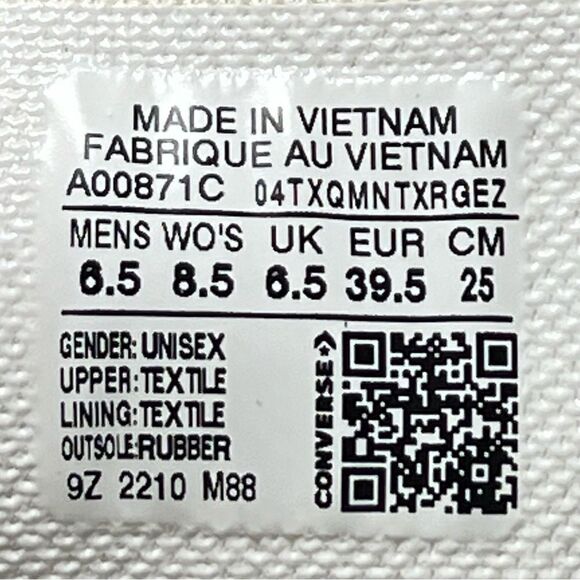 MADE IN VIETNAM
FABRIQUE AU VIETNAM
A00871C 04TXQMNTXRGEZ
MENS WO'S UK EUR CM
6.5 8.5 6.5 39.5 25
GENDER: UNISEX
UPPER: TEXTILE
LINING: TEXTILE
OUTSOLE: RUBBER
9Z 2210 M88
CONVERSE